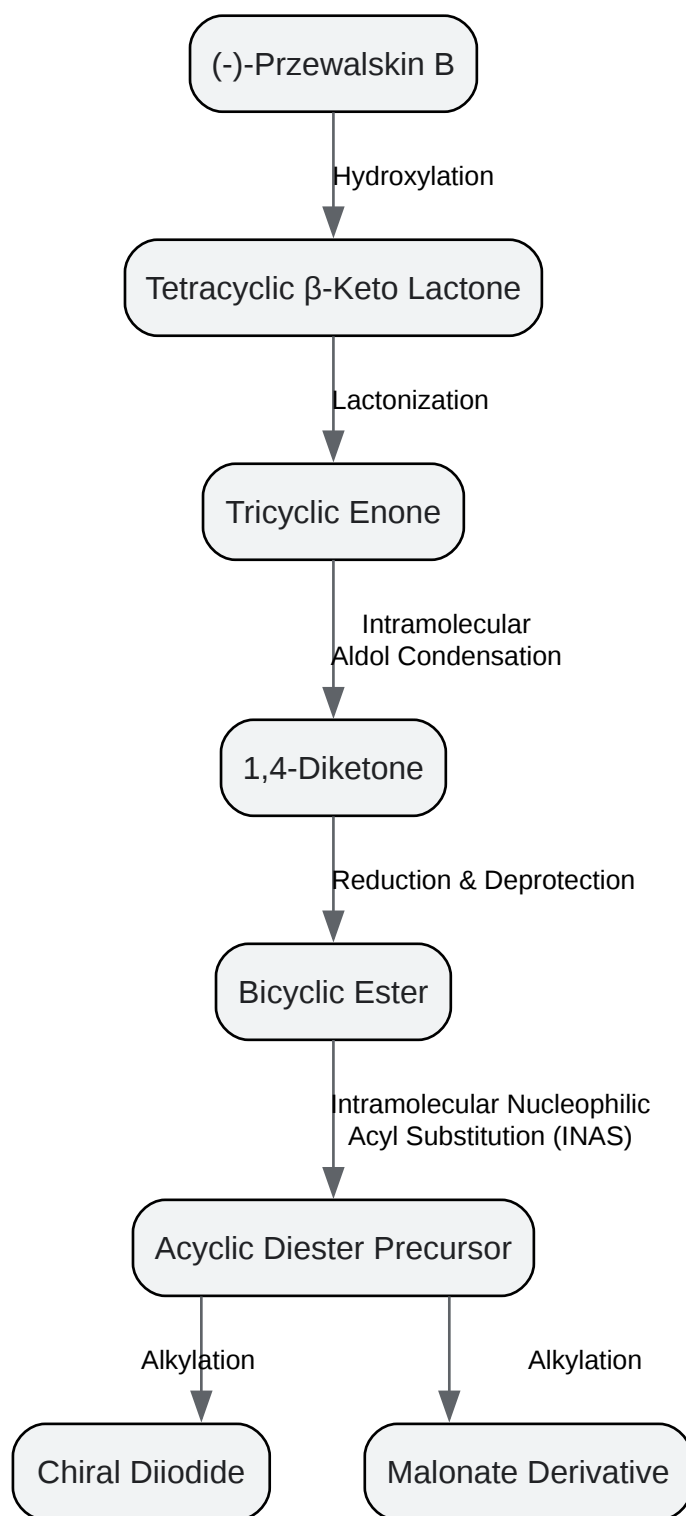 (-)-Przewalskin B
Hydroxylation
Tetracyclic β-Keto Lactone
Lactonization
Tricyclic Enone
Intramolecular
Aldol Condensation
1,4-Diketone
Reduction & Deprotection
Bicyclic Ester
Intramolecular Nucleophilic
Acyl Substitution (INAS)
Acyclic Diester Precursor
Alkylation
Alkylation
Chiral Diiodide
Malonate Derivative